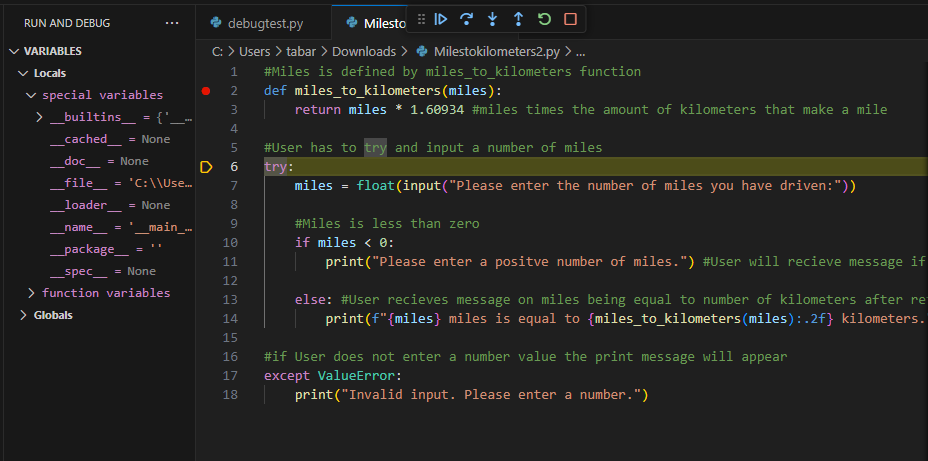 RUN AND DEBUG ...
VARIABLES
Locals
special variables
__builtins__ = {'__...
__cached__ = None
__doc__ = None
__file__ = 'C:\\Use...
__loader__ = None
__name__ = '__main_...
__package__ = ''
__spec__ = None
function variables
Globals
debugtest.py
Milesto
C: > Users > tabar > Downloads > Milestokilometers2.py > ...
1 #Miles is defined by miles_to_kilometers function
2 def miles_to_kilometers(miles):
3 return miles * 1.60934 #miles times the amount of kilometers that make a mile
4
5 #User has to try and input a number of miles
6 try:
7 miles = float(input("Please enter the number of miles you have driven:"))
8
9 #Miles is less than zero
10 if miles < 0:
11 print("Please enter a positve number of miles.") #User will recieve message if
12
13 else: #User recieves message on miles being equal to number of kilometers after re
14 print(f"{miles} miles is equal to {miles_to_kilometers(miles):.2f} kilometers.
15
16 #if User does not enter a number value the print message will appear
17 except ValueError:
18 print("Invalid input. Please enter a number.")